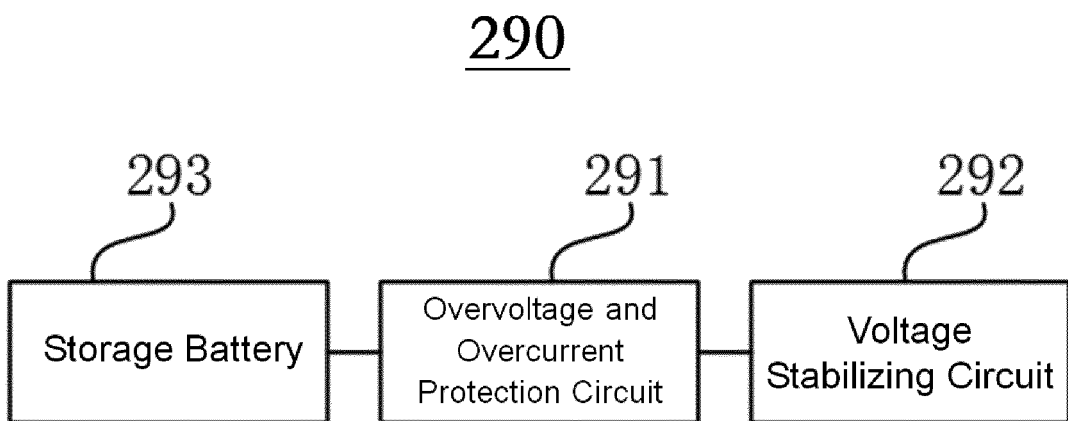 290
293
291
292
Storage Battery
Overvoltage and
Overcurrent
Protection Circuit
Voltage
Stabilizing Circuit